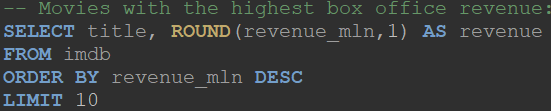 -- Movies with the highest box office revenue:
SELECT title, ROUND(revenue_mln,1) AS revenue
FROM imdb
ORDER BY revenue_mln DESC
LIMIT 10